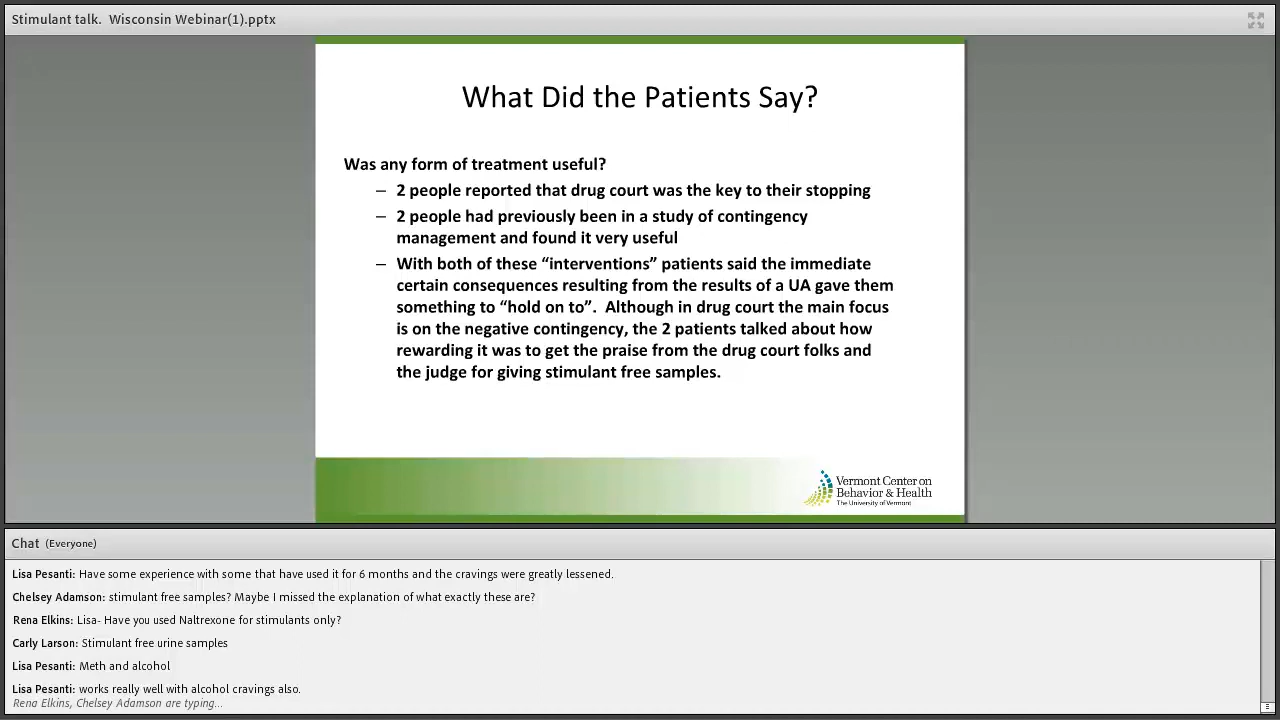 Stimulant talk.  Wisconsin Webinar(1).pptx
What Did the Patients Say?
Was any form of treatment useful?
– 2 people reported that drug court was the key to their stopping
– 2 people had previously been in a study of contingency
management and found it very useful
– With both of these “interventions” patients said the immediate
certain consequences resulting from the results of a UA gave them
something to “hold on to”.  Although in drug court the main focus
is on the negative contingency, the 2 patients talked about how
rewarding it was to get the praise from the drug court folks and
the judge for giving stimulant free samples.
Vermont Center on
Behavior & Health
The University of Vermont
Chat (Everyone)
Lisa Pesanti: Have some experience with some that have used it for 6 months and the cravings were greatly lessened.
Chelsey Adamson: stimulant free samples? Maybe I missed the explanation of what exactly these are?
Rena Elkins: Lisa- Have you used Naltrexone for stimulants only?
Carly Larson: Stimulant free urine samples
Lisa Pesanti: Meth and alcohol
Lisa Pesanti: works really well with alcohol cravings also.
Rena Elkins, Chelsey Adamson are typing...